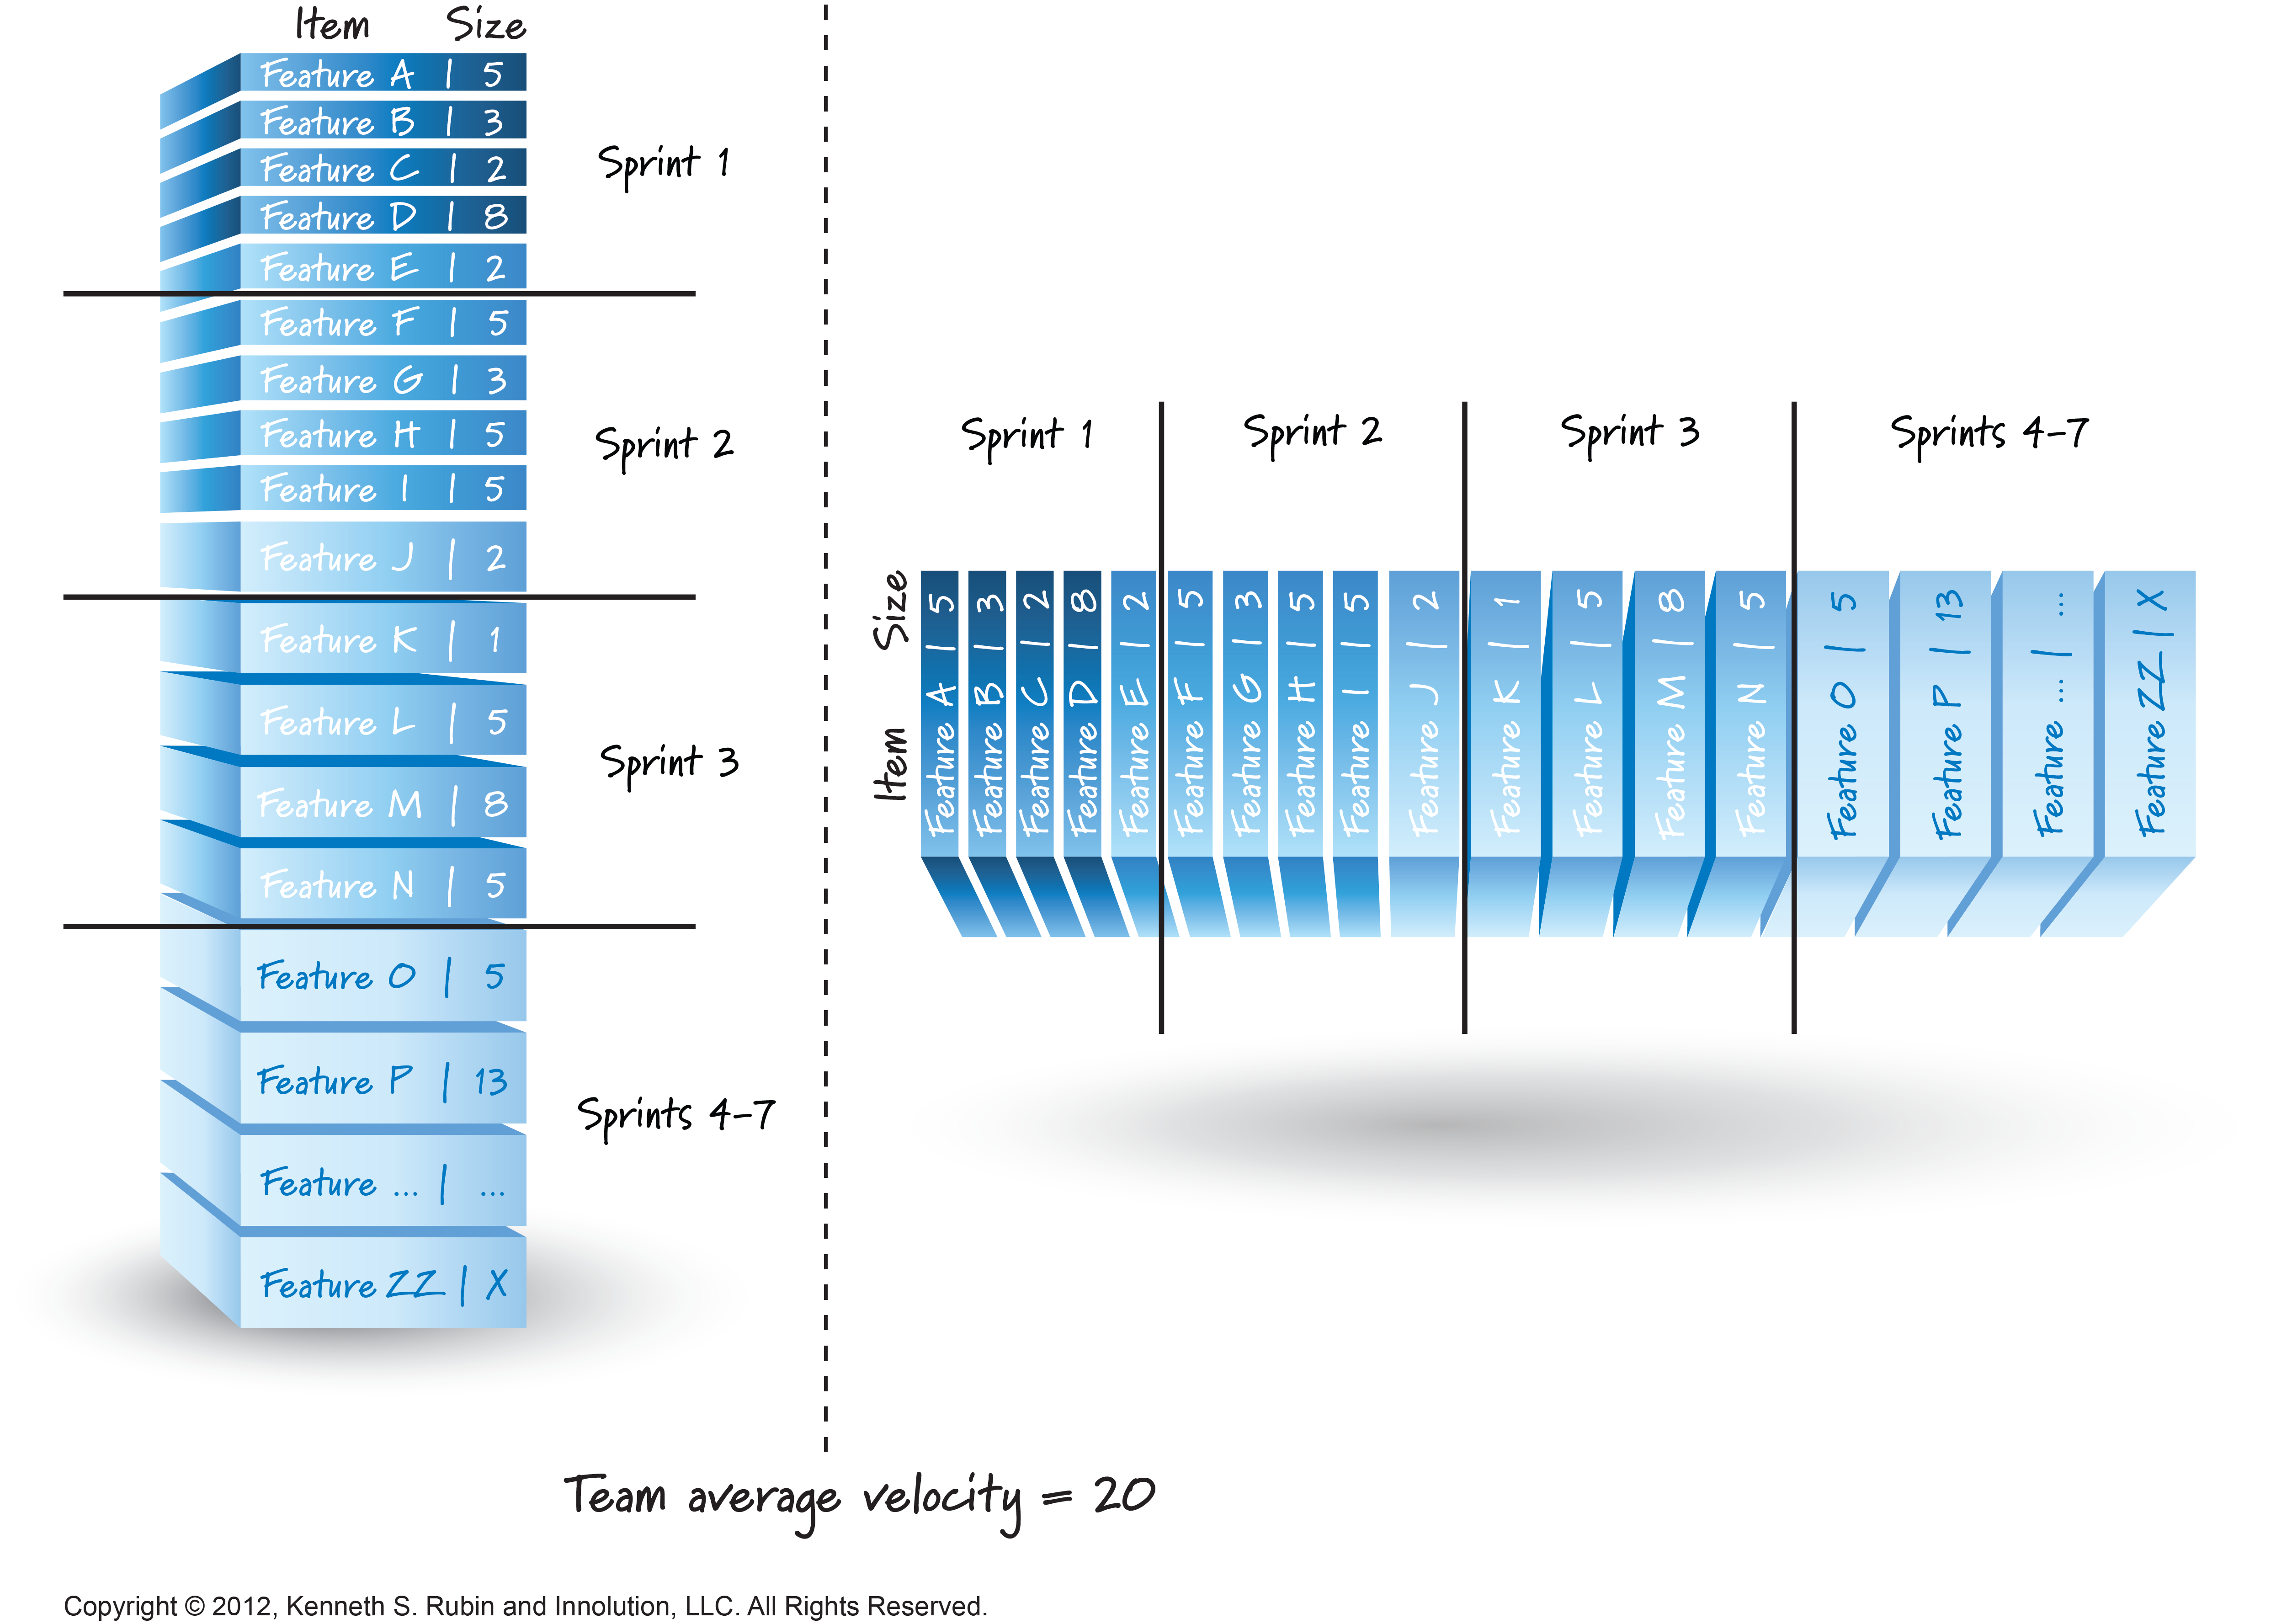 Item Size
Feature A | 5
Feature B | 3
Feature C | 2
Feature D | 8
Feature E | 2
Sprint 1
Feature F | 5
Feature G | 3
Feature H | 5
Feature I | 5
Feature J | 2
Sprint 2
Feature K | 1
Feature L | 5
Feature M | 8
Feature N | 5
Sprint 3
Feature O | 5
Feature P | 13
Feature ... | ...
Feature ZZ | X
Sprints 4–7
Sprint 1
Sprint 2
Sprint 3
Sprints 4–7
Item Size
Feature A | 5
Feature B | 3
Feature C | 2
Feature D | 8
Feature E | 2
Feature F | 5
Feature G | 3
Feature H | 5
Feature I | 5
Feature J | 2
Feature K | 1
Feature L | 5
Feature M | 8
Feature N | 5
Feature O | 5
Feature P | 13
Feature ... | ...
Feature ZZ | X
Team average velocity = 20
Copyright © 2012, Kenneth S. Rubin and Innolution, LLC. All Rights Reserved.